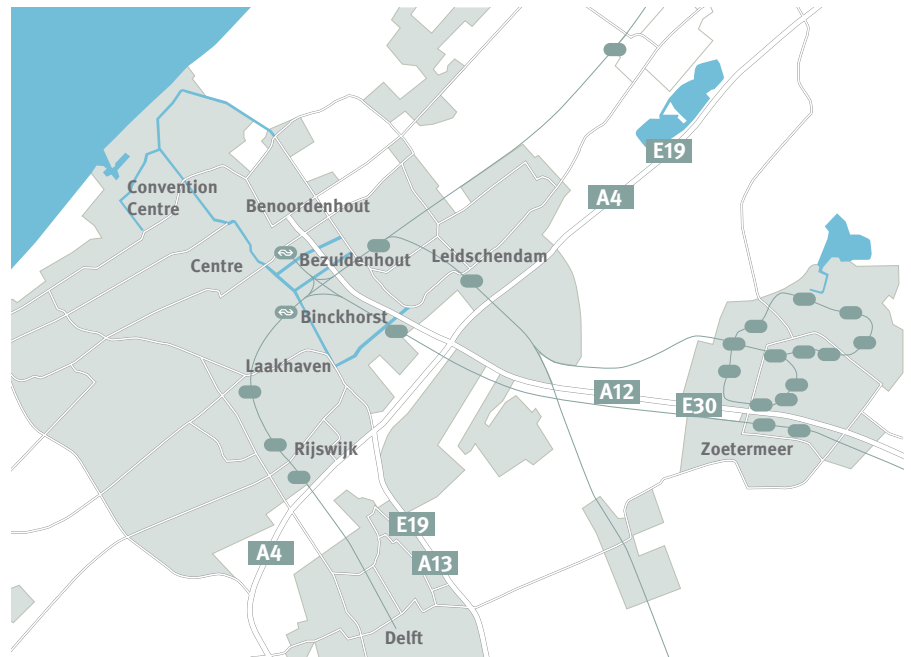 E19
Convention
Centre
A4
Benoordenhout
Bezuidenhout
Leidschendam
Centre
Binckhorst
Laakhaven
A12
E30
Rijswijk
Zoetermeer
E19
A4
A13
Delft